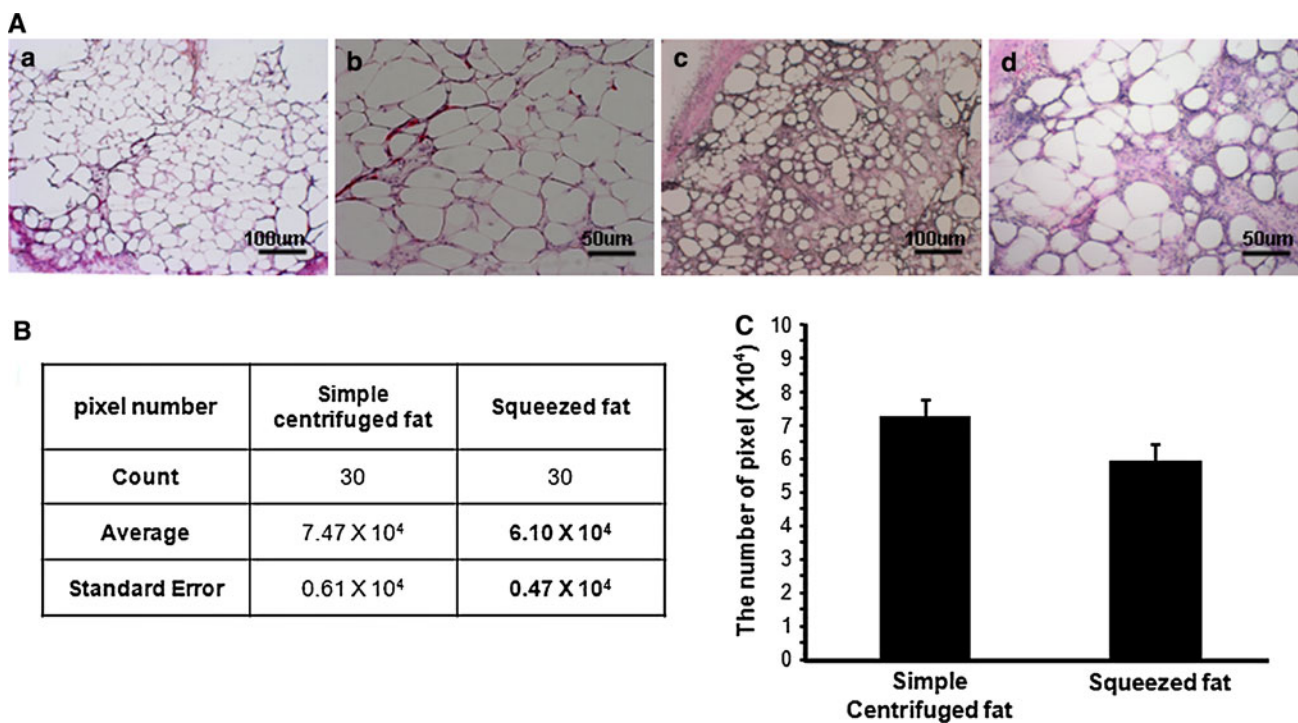 A
a
100um
b
50um
c
100um
d
50um
B
pixel number
Simple
centrifuged fat
Squeezed fat
Count
30
30
Average
7.47 X 10⁴
6.10 X 10⁴
Standard Error
0.61 X 10⁴
0.47 X 10⁴
C
The number of pixel (X10⁴)
10
9
8
7
6
5
4
3
2
1
0
Simple
Centrifuged fat
Squeezed fat